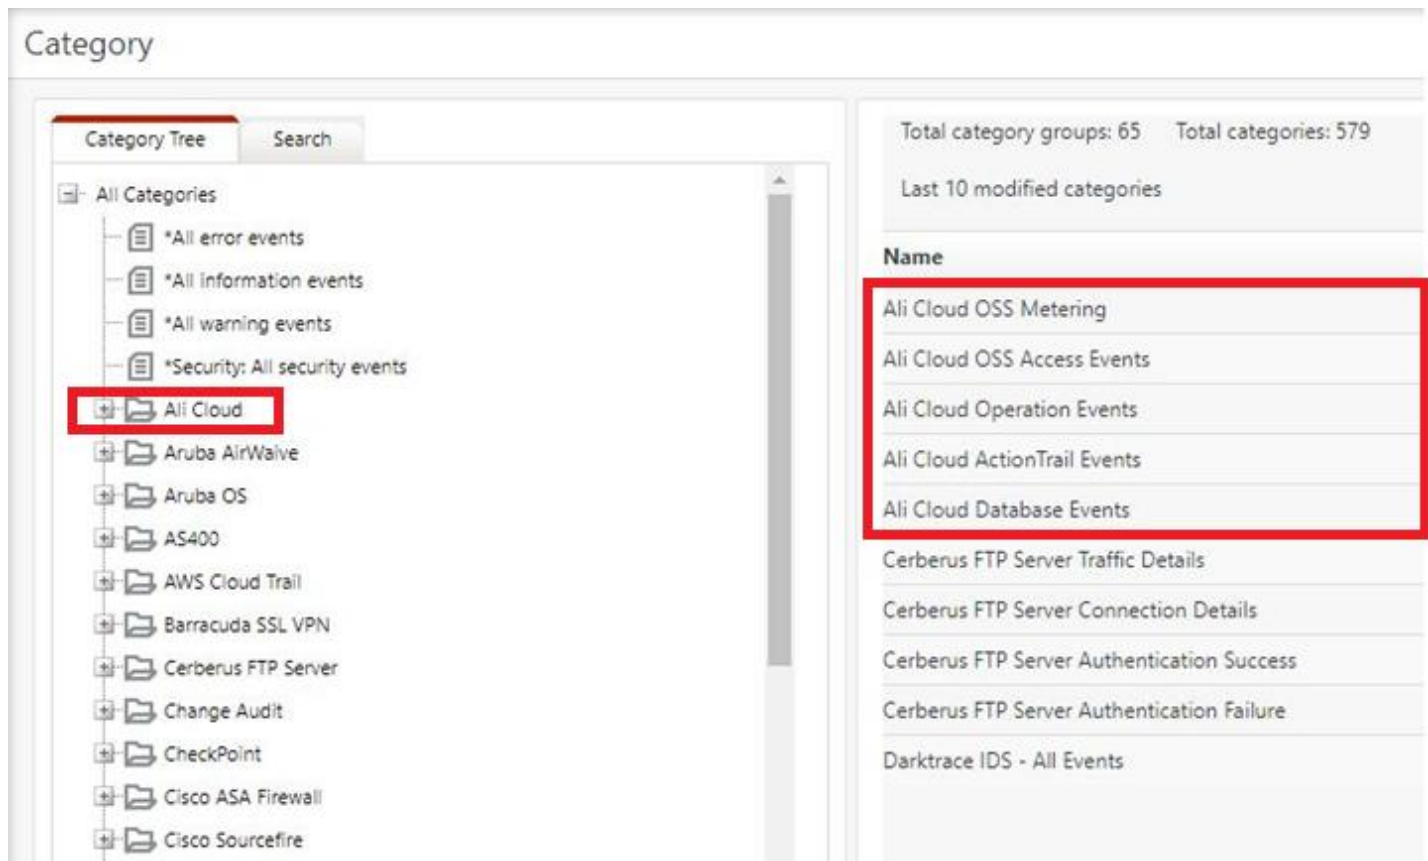 Category
Category Tree
Search
All Categories
*All error events
*All information events
*All warning events
*Security: All security events
Ali Cloud
Aruba AirWaive
Aruba OS
AS400
AWS Cloud Trail
Barracuda SSL VPN
Cerberus FTP Server
Change Audit
CheckPoint
Cisco ASA Firewall
Cisco Sourcefire
Total category groups: 65 Total categories: 579
Last 10 modified categories
Name
Ali Cloud OSS Metering
Ali Cloud OSS Access Events
Ali Cloud Operation Events
Ali Cloud ActionTrail Events
Ali Cloud Database Events
Cerberus FTP Server Traffic Details
Cerberus FTP Server Connection Details
Cerberus FTP Server Authentication Success
Cerberus FTP Server Authentication Failure
Darktrace IDS - All Events